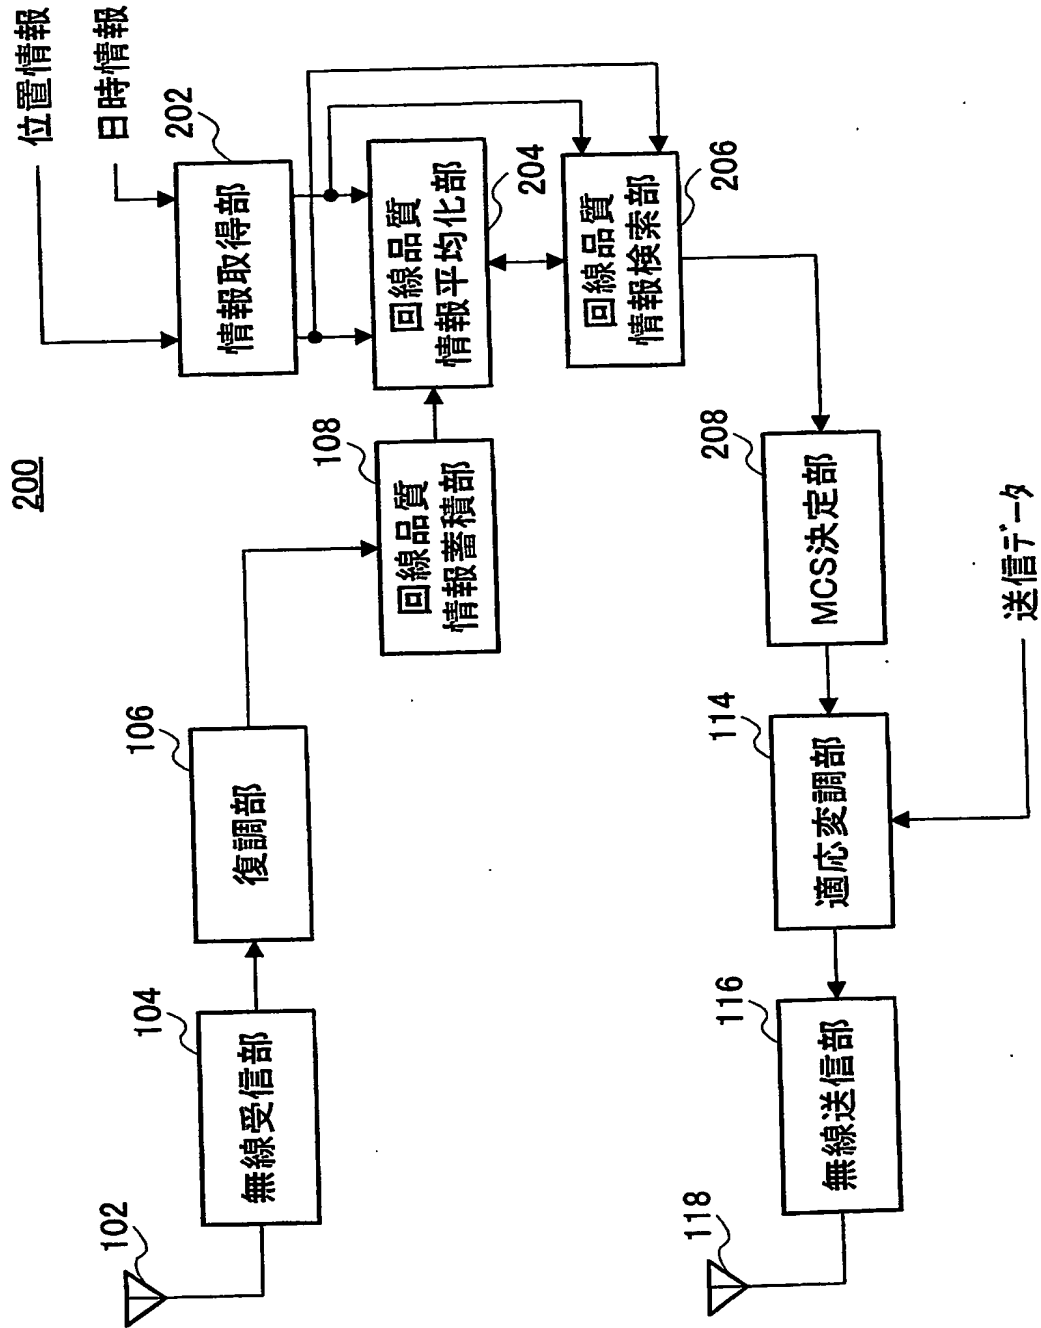 200
位置情報
日時情報
202
情報取得部
102
104
無線受信部
106
復調部
108
回線品質
情報蓄積部
回線品質
情報平均化部
204
回線品質
情報検索部
206
208
MCS決定部
114
適応変調部
116
無線送信部
118
送信データ